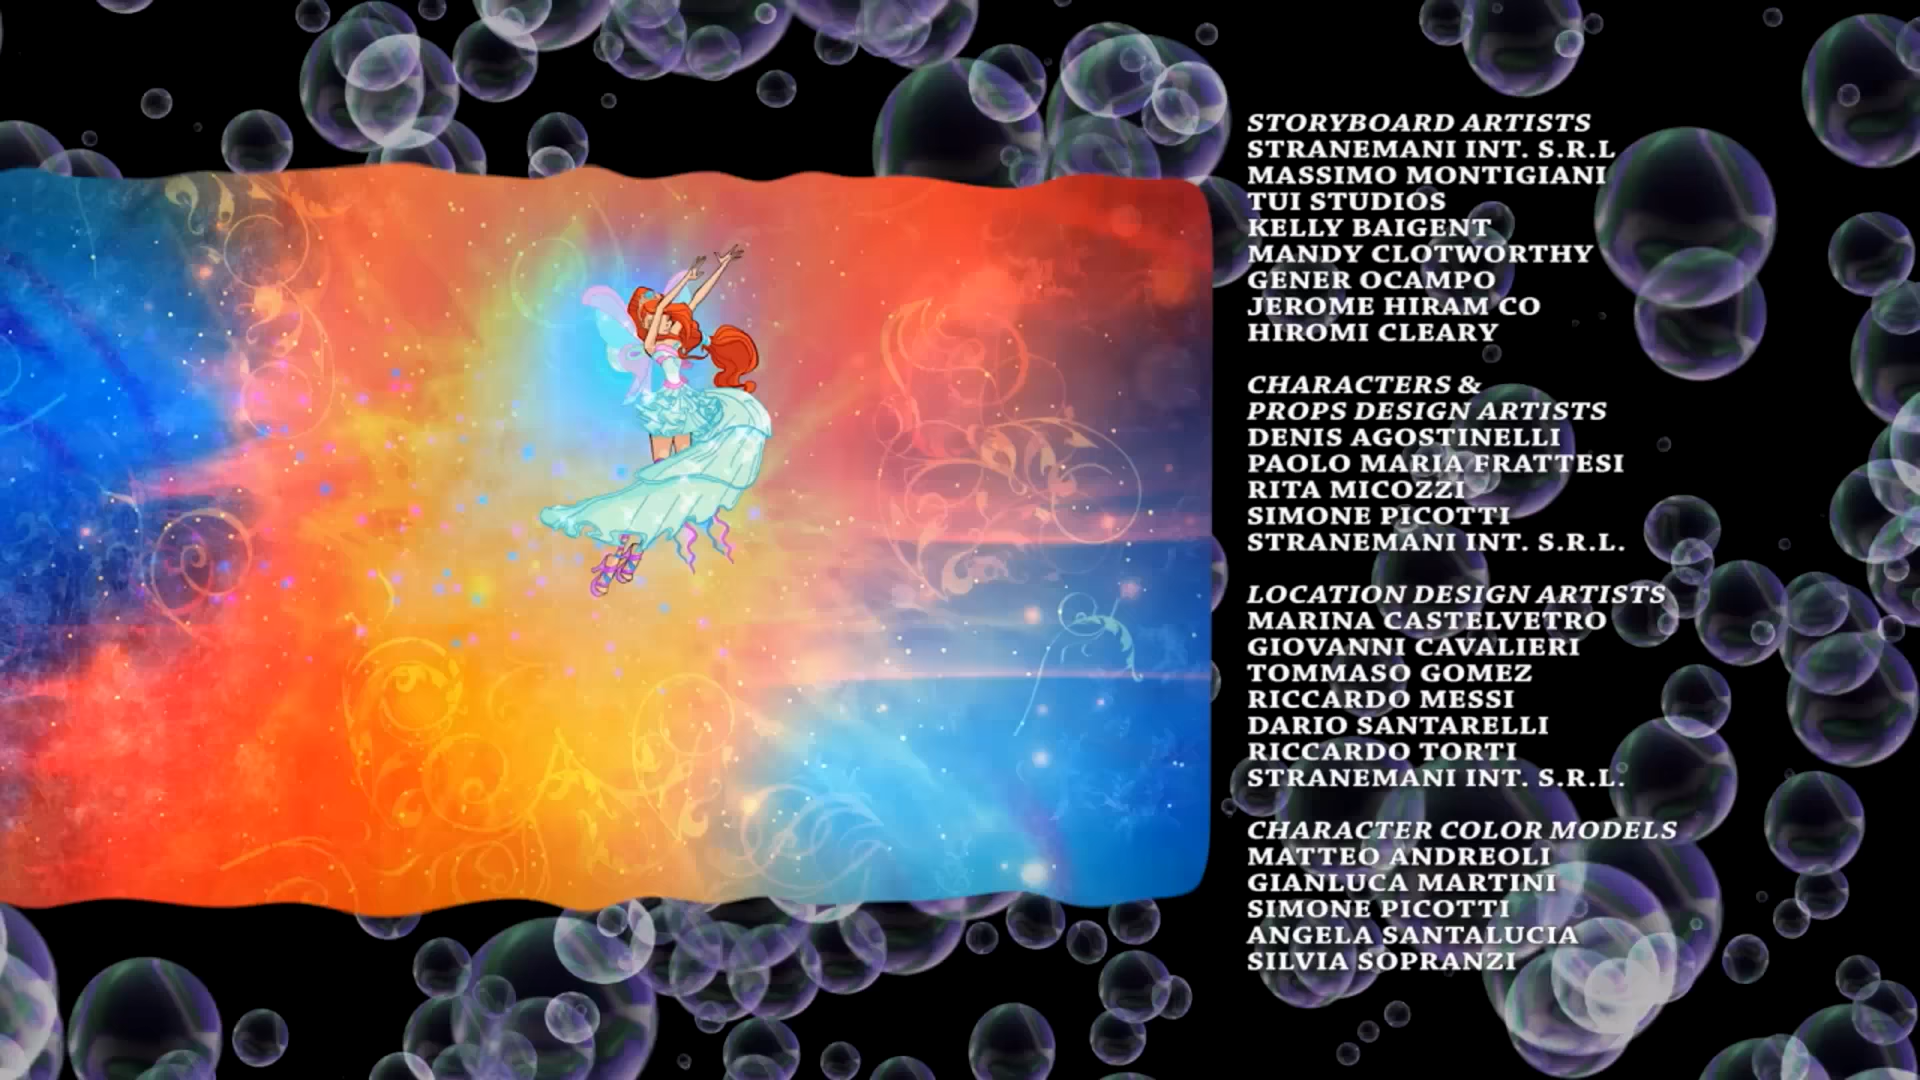 STORYBOARD ARTISTS
STRANEMANI INT. S.R.L
MASSIMO MONTIGIANI
TUI STUDIOS
KELLY BAIGENT
MANDY CLOTWORTHY
GENER OCAMPO
JEROME HIRAM CO
HIROMI CLEARY
CHARACTERS &
PROPS DESIGN ARTISTS
DENIS AGOSTINELLI
PAOLO MARIA FRATTESI
RITA MICOZZI
SIMONE PICOTTI
STRANEMANI INT. S.R.L.
LOCATION DESIGN ARTISTS
MARINA CASTELVETRO
GIOVANNI CAVALIERI
TOMMASO GOMEZ
RICCARDO MESSI
DARIO SANTARELLI
RICCARDO TORTI
STRANEMANI INT. S.R.L.
CHARACTER COLOR MODELS
MATTEO ANDREOLI
GIANLUCA MARTINI
SIMONE PICOTTI
ANGELA SANTALUCIA
SILVIA SOPRANZI